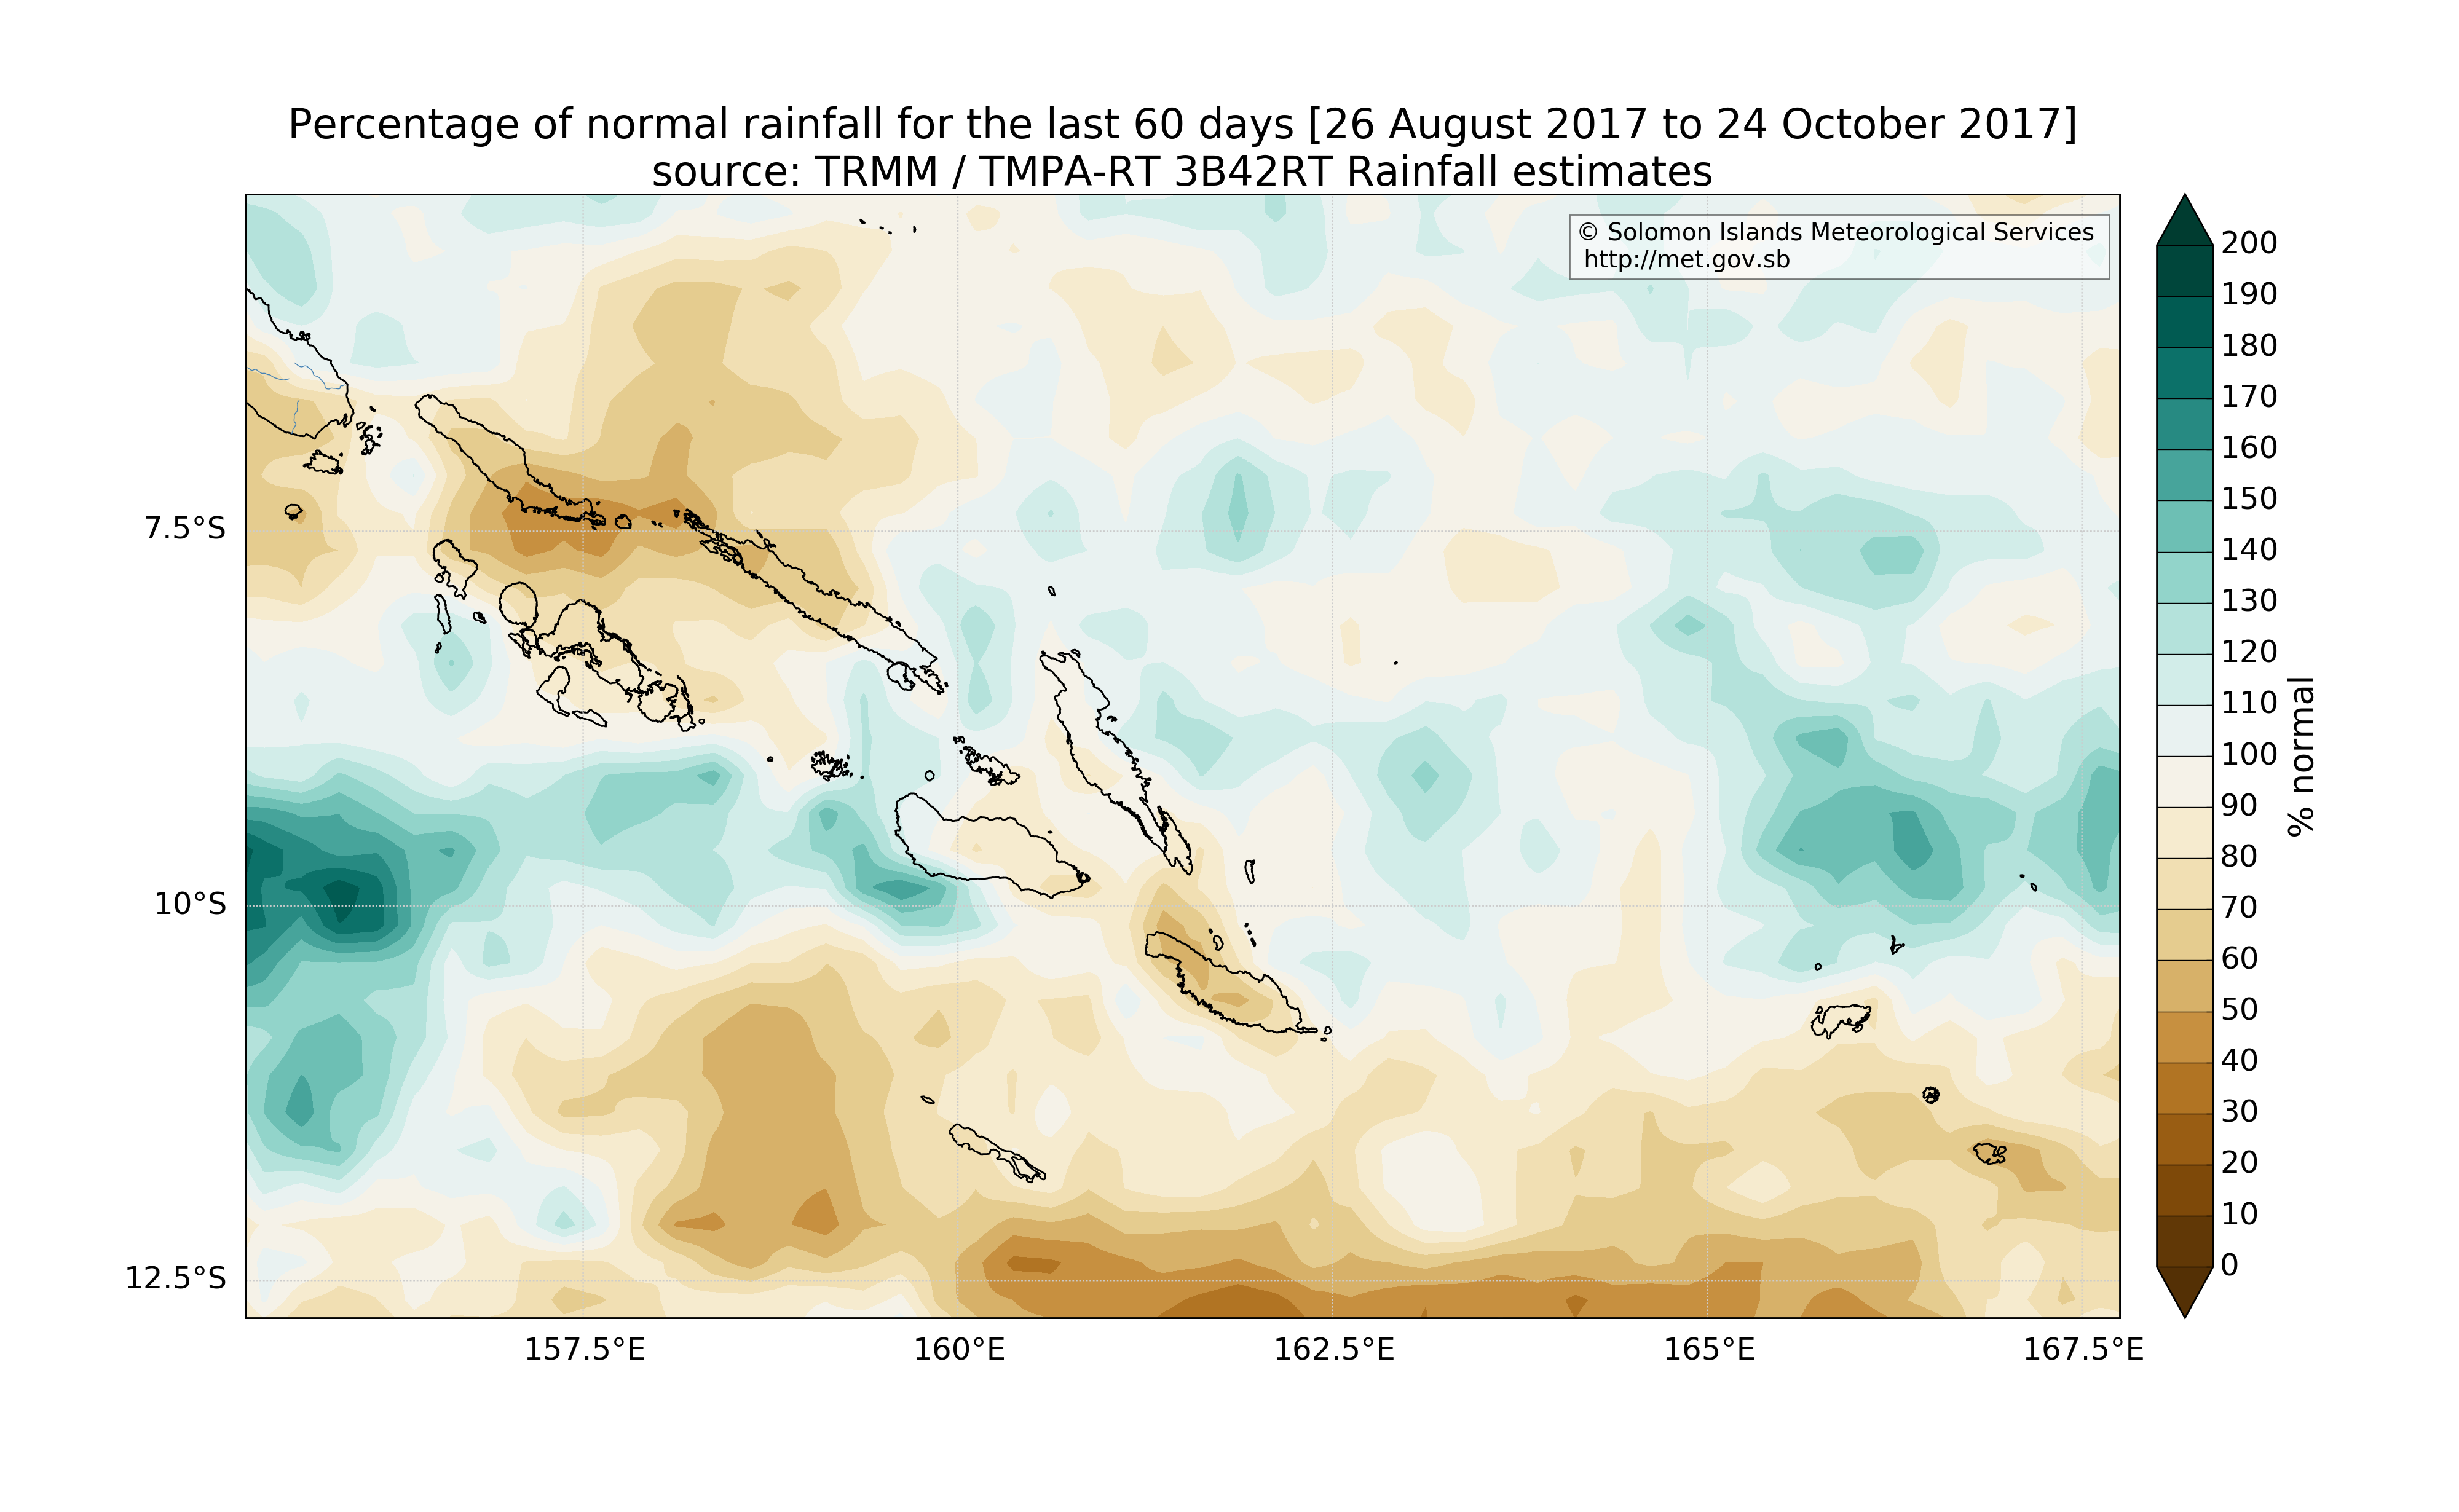 Percentage of normal rainfall for the last 60 days [26 August 2017 to 24 October 2017]
source: TRMM / TMPA-RT 3B42RT Rainfall estimates
© Solomon Islands Meteorological Services
http://met.gov.sb
7.5°S
10°S
12.5°S
157.5°E
160°E
162.5°E
165°E
167.5°E
200
190
180
170
160
150
140
130
120
110
100
90
80
70
60
50
40
30
20
10
0
% normal